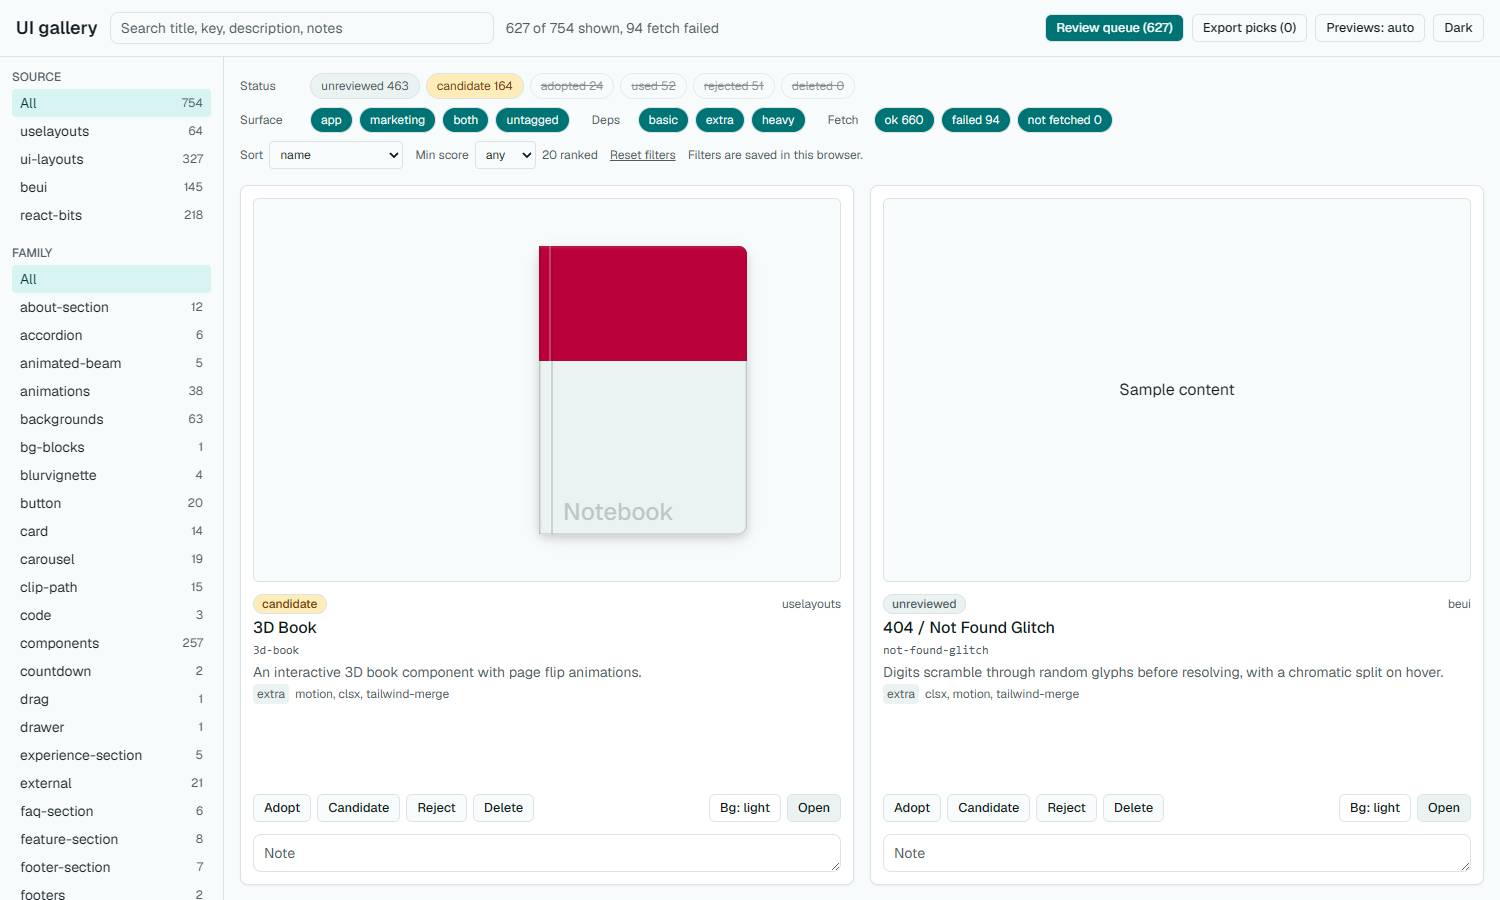 UI gallery
Search title, key, description, notes
627 of 754 shown, 94 fetch failed
Review queue (627)
Export picks (0)
Previews: auto
Dark
SOURCE
All 754
uselayouts 64
ui-layouts 327
beui 145
react-bits 218
FAMILY
All
about-section 12
accordion 6
animated-beam 5
animations 38
backgrounds 63
bg-blocks 1
blurvignette 4
button 20
card 14
carousel 19
clip-path 15
code 3
components 257
countdown 2
drag 1
drawer 1
experience-section 5
external 21
faq-section 6
feature-section 8
footer-section 7
footers 2
Status unreviewed 463 candidate 164 adopted 24 used 52 rejected 51 deleted 0
Surface app marketing both untagged Deps basic extra heavy Fetch ok 660 failed 94 not fetched 0
Sort name Min score any 20 ranked Reset filters Filters are saved in this browser.
Notebook
candidate uselayouts
3D Book
3d-book
An interactive 3D book component with page flip animations.
extra motion, clsx, tailwind-merge
Adopt Candidate Reject Delete Bg: light Open
Note
Sample content
unreviewed beui
404 / Not Found Glitch
not-found-glitch
Digits scramble through random glyphs before resolving, with a chromatic split on hover.
extra clsx, motion, tailwind-merge
Adopt Candidate Reject Delete Bg: light Open
Note